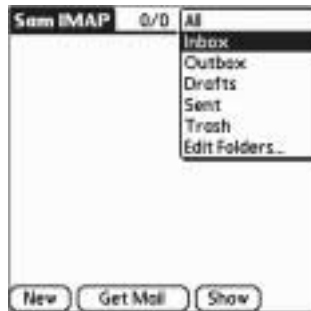 Sam IMAP 0/0 All
Inbox
Outbox
Drafts
Sent
Trash
Edit Folders...
New Get Mail Show